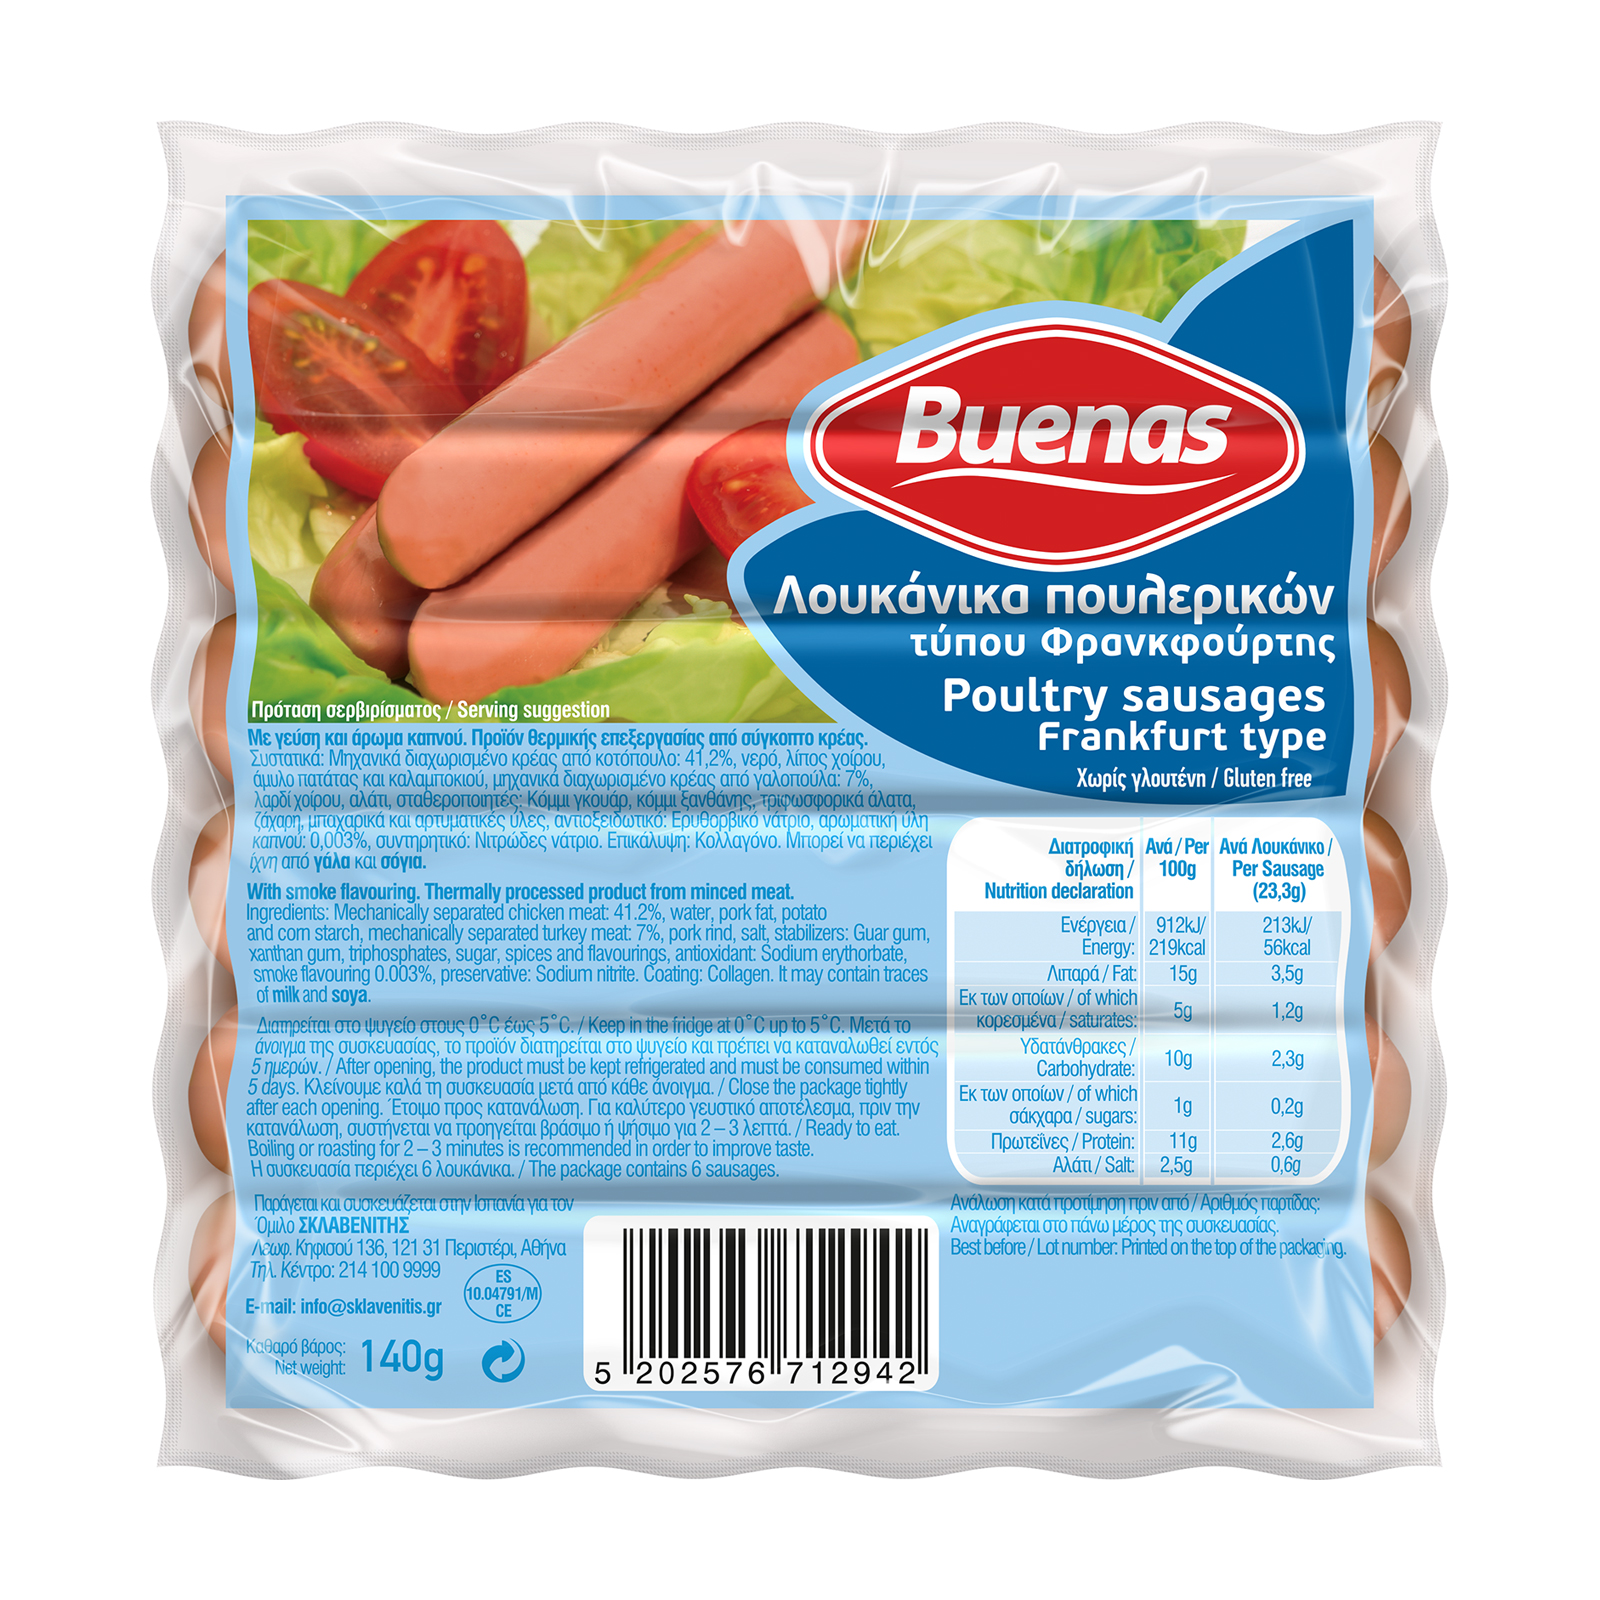 Buenas
Λουκάνικα πουλερικών
τύπου Φρανκφούρτης
Poultry sausages
Frankfurt type
Χωρίς γλουτένη / Gluten free
Πρόταση σερβιρίσματος / Serving suggestion
Με γεύση και άρωμα καπνού. Προϊόν θερμικής επεξεργασίας από σύγκοπτο κρέας.
Συστατικά: Μηχανικά διαχωρισμένο κρέας από κοτόπουλο: 41,2%, νερό, λίπος χοίρου,
άμυλο πατάτας και καλαμποκιού, μηχανικά διαχωρισμένο κρέας από γαλοπούλα: 7%,
λαρδί χοίρου, αλάτι, σταθεροποιητές: Κόμμι γκουάρ, κόμμι ξανθάνης, τριφωσφορικά άλατα,
ζάχαρη, μπαχαρικά και αρτυματικές ύλες, αντιοξειδωτικό: Ερυθορβικό νάτριο, αρωματική ύλη
καπνού: 0,003%, συντηρητικό: Νιτρώδες νάτριο. Επικάλυψη: Κολλαγόνο. Μπορεί να περιέχει
ίχνη από γάλα και σόγια.
With smoke flavouring. Thermally processed product from minced meat.
Ingredients: Mechanically separated chicken meat: 41.2%, water, pork fat, potato
and corn starch, mechanically separated turkey meat: 7%, pork rind, salt, stabilizers: Guar gum,
xanthan gum, triphosphates, sugar, spices and flavourings, antioxidant: Sodium erythorbate,
smoke flavouring 0.003%, preservative: Sodium nitrite. Coating: Collagen. It may contain traces
of milk and soya.
Διατηρείται στο ψυγείο στους 0°C έως 5°C. / Keep in the fridge at 0°C up to 5°C. Μετά το
άνοιγμα της συσκευασίας, το προϊόν διατηρείται στο ψυγείο και πρέπει να καταναλωθεί εντός
5 ημερών. / After opening, the product must be kept refrigerated and must be consumed within
5 days. Κλείνουμε καλά τη συσκευασία μετά από κάθε άνοιγμα. / Close the package tightly
after each opening. Έτοιμο προς κατανάλωση. Για καλύτερο γευστικό αποτέλεσμα, πριν την
κατανάλωση, συστήνεται να προηγείται βράσιμο ή ψήσιμο για 2 – 3 λεπτά. / Ready to eat.
Boiling or roasting for 2 – 3 minutes is recommended in order to improve taste.
Η συσκευασία περιέχει 6 λουκάνικα. / The package contains 6 sausages.
Διατροφική δήλωση / Nutrition declaration Ανά / Per 100g Ανά Λουκάνικο / Per Sausage (23,3g)
Ενέργεια / Energy: 912kJ/ 219kcal 213kJ/ 56kcal
Λιπαρά / Fat: 15g 3,5g
Εκ των οποίων / of which κορεσμένα / saturates: 5g 1,2g
Υδατάνθρακες / Carbohydrate: 10g 2,3g
Εκ των οποίων / of which σάκχαρα / sugars: 1g 0,2g
Πρωτεΐνες / Protein: 11g 2,6g
Αλάτι / Salt: 2,5g 0,6g
Παράγεται και συσκευάζεται στην Ισπανία για τον
Όμιλο ΣΚΛΑΒΕΝΙΤΗΣ
Λεωφ. Κηφισού 136, 121 31 Περιστέρι, Αθήνα
Τηλ. Κέντρο: 214 100 9999
E-mail: info@sklavenitis.gr
ES
10.04791/M
CE
Καθαρό βάρος:
Net weight: 140g
5 202576 712942
Ανάλωση κατά προτίμηση πριν από / Αριθμός παρτίδας:
Αναγράφεται στο πάνω μέρος της συσκευασίας.
Best before / Lot number: Printed on the top of the packaging.